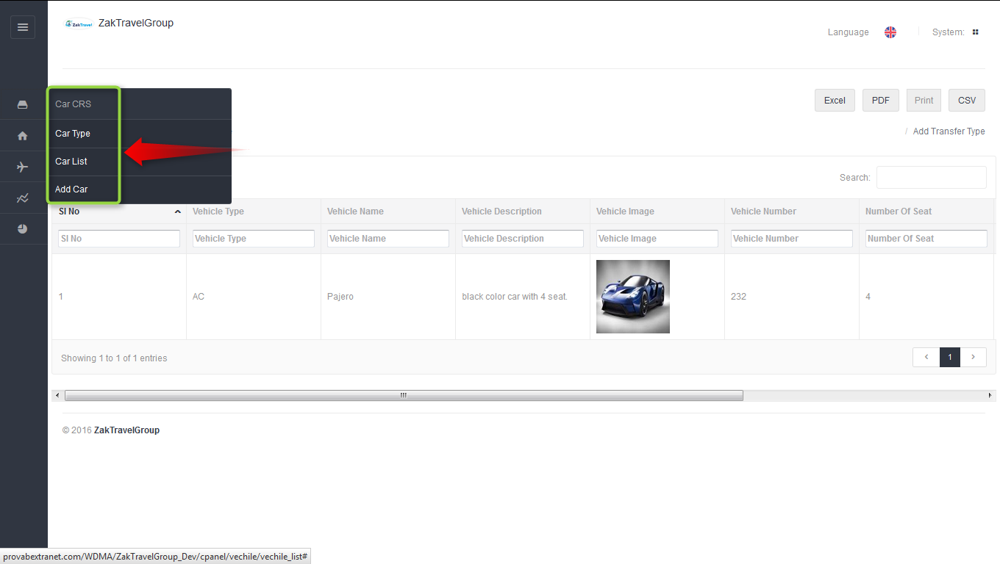 ZakTravel ZakTravelGroup
Language System:
Car CRS
Car Type
Car List
Add Car
Excel PDF Print CSV
/ Add Transfer Type
Search:
Sl No Vehicle Type Vehicle Name Vehicle Description Vehicle Image Vehicle Number Number Of Seat
Sl No Vehicle Type Vehicle Name Vehicle Description Vehicle Image Vehicle Number Number Of Seat
1 AC Pajero black color car with 4 seat. 232 4
Showing 1 to 1 of 1 entries
‹ 1 ›
© 2016 ZakTravelGroup
provabextranet.com/WDMA/ZakTravelGroup_Dev/cpanel/vechile/vechile_list#